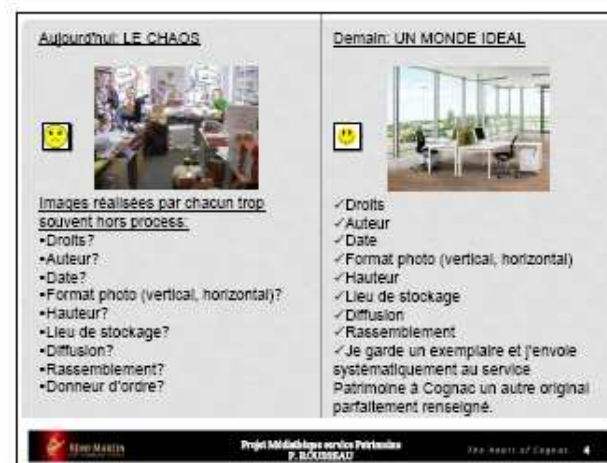 Aujourd'hui: LE CHAOS
Images réalisées par chacun trop
souvent hors process:
▪Droits?
▪Auteur?
▪Date?
▪Format photo (vertical, horizontal)?
▪Hauteur?
▪Lieu de stockage?
▪Diffusion?
▪Rassemblement?
▪Donneur d'ordre?
Demain: UN MONDE IDEAL
✓Droits
✓Auteur
✓Date
✓Format photo (vertical, horizontal)
✓Hauteur
✓Lieu de stockage
✓Diffusion
✓Rassemblement
✓Je garde un exemplaire et j'envoie
systématiquement au service
Patrimoine à Cognac un autre original
parfaitement renseigné.
RÉMY MARTIN
Projet Médiathèque service Patrimoine
P. ROUSSEAU
The Heart of Cognac
4